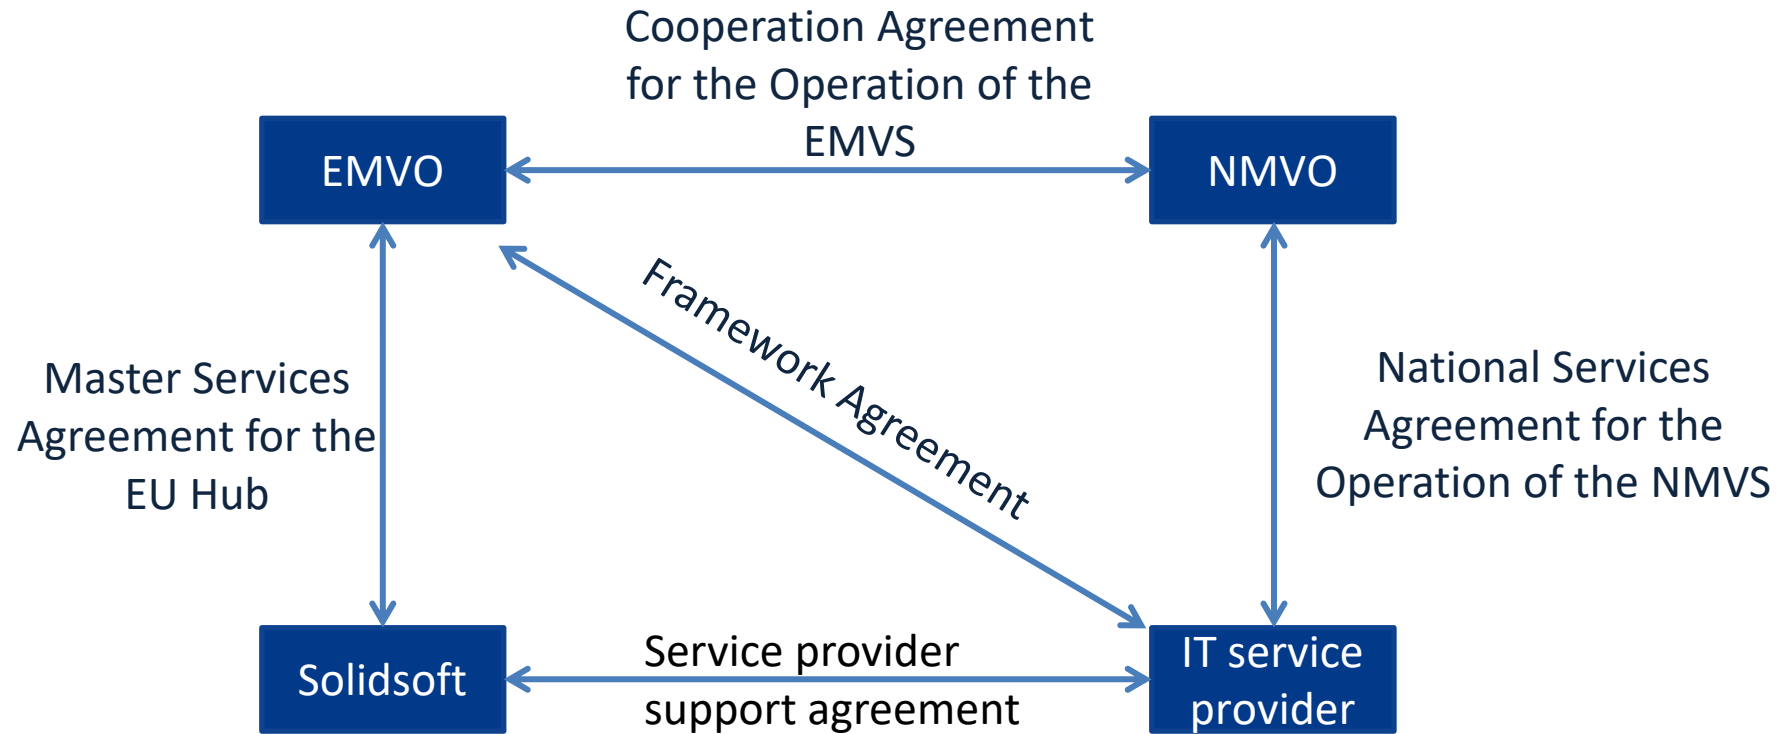 Cooperation Agreement
for the Operation of the
EMVS
EMVO
NMVO
Framework Agreement
Master Services
Agreement for the
EU Hub
National Services
Agreement for the
Operation of the NMVS
Solidsoft
Service provider
support agreement
IT service
provider